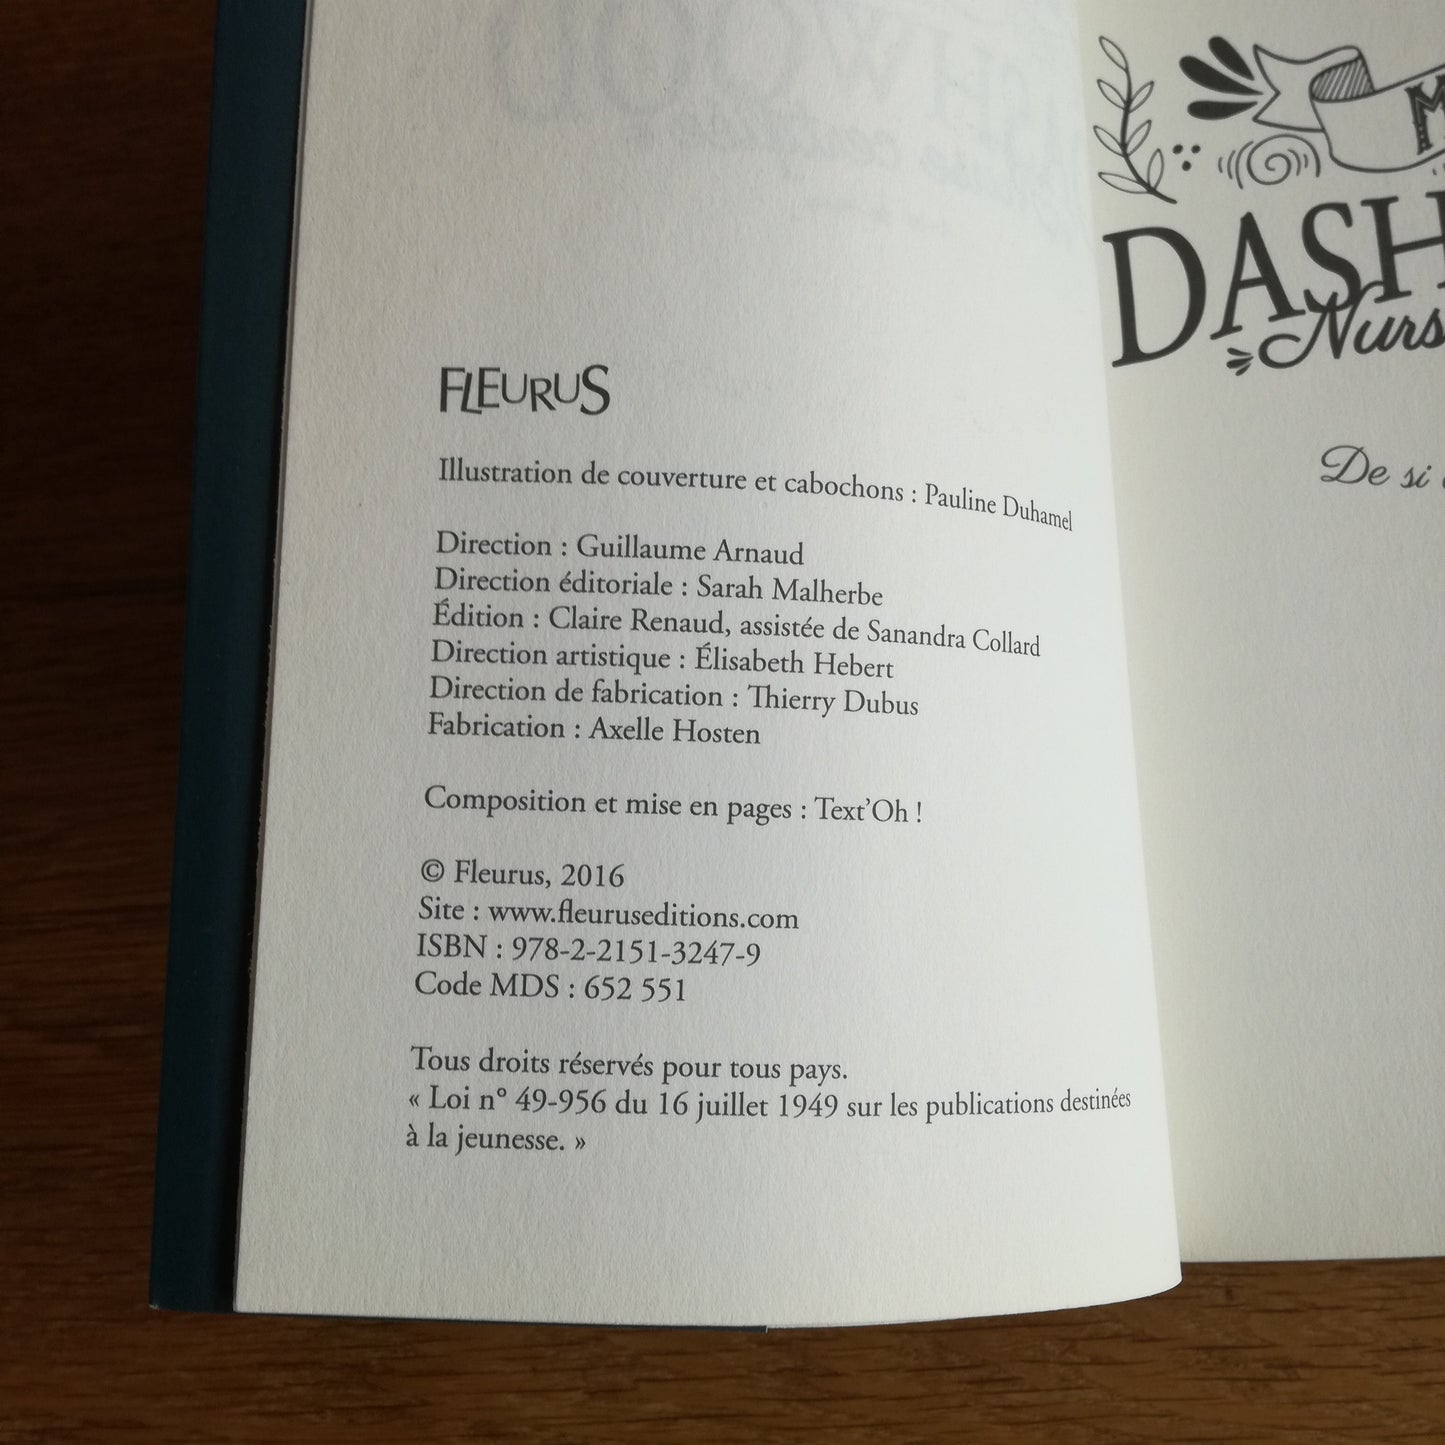 FLEURUS
Illustration de couverture et cabochons : Pauline Duhamel
Direction : Guillaume Arnaud
Direction éditoriale : Sarah Malherbe
Édition : Claire Renaud, assistée de Sanandra Collard
Direction artistique : Élisabeth Hebert
Direction de fabrication : Thierry Dubus
Fabrication : Axelle Hosten
Composition et mise en pages : Text’Oh !
© Fleurus, 2016
Site : www.fleuruseditions.com
ISBN : 978-2-2151-3247-9
Code MDS : 652 551
Tous droits réservés pour tous pays.
« Loi n° 49-956 du 16 juillet 1949 sur les publications destinées
à la jeunesse. »
M
DASH
Nurs
De si